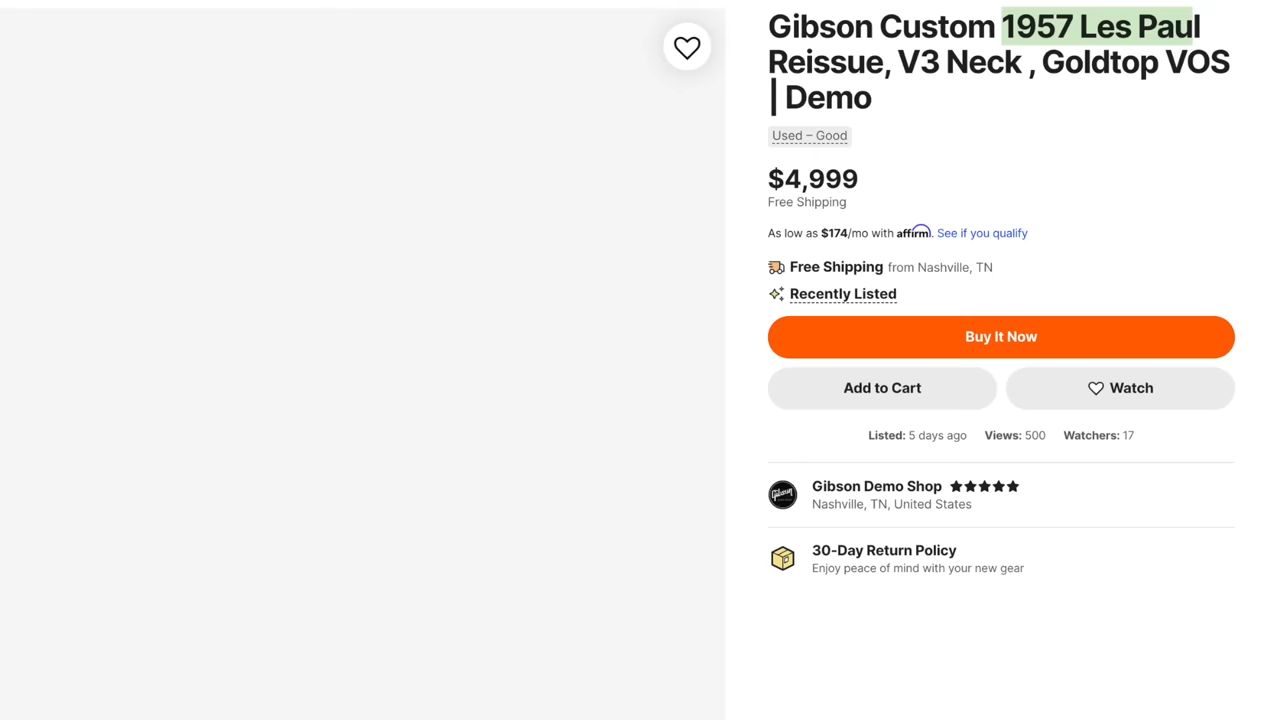 Gibson Custom 1957 Les Paul
Reissue, V3 Neck , Goldtop VOS
| Demo
Used – Good
$4,999
Free Shipping
As low as $174/mo with affirm. See if you qualify
Free Shipping from Nashville, TN
Recently Listed
Buy It Now
Add to Cart
Watch
Listed: 5 days ago Views: 500 Watchers: 17
Gibson
Gibson Demo Shop ★★★★★
Nashville, TN, United States
30-Day Return Policy
Enjoy peace of mind with your new gear